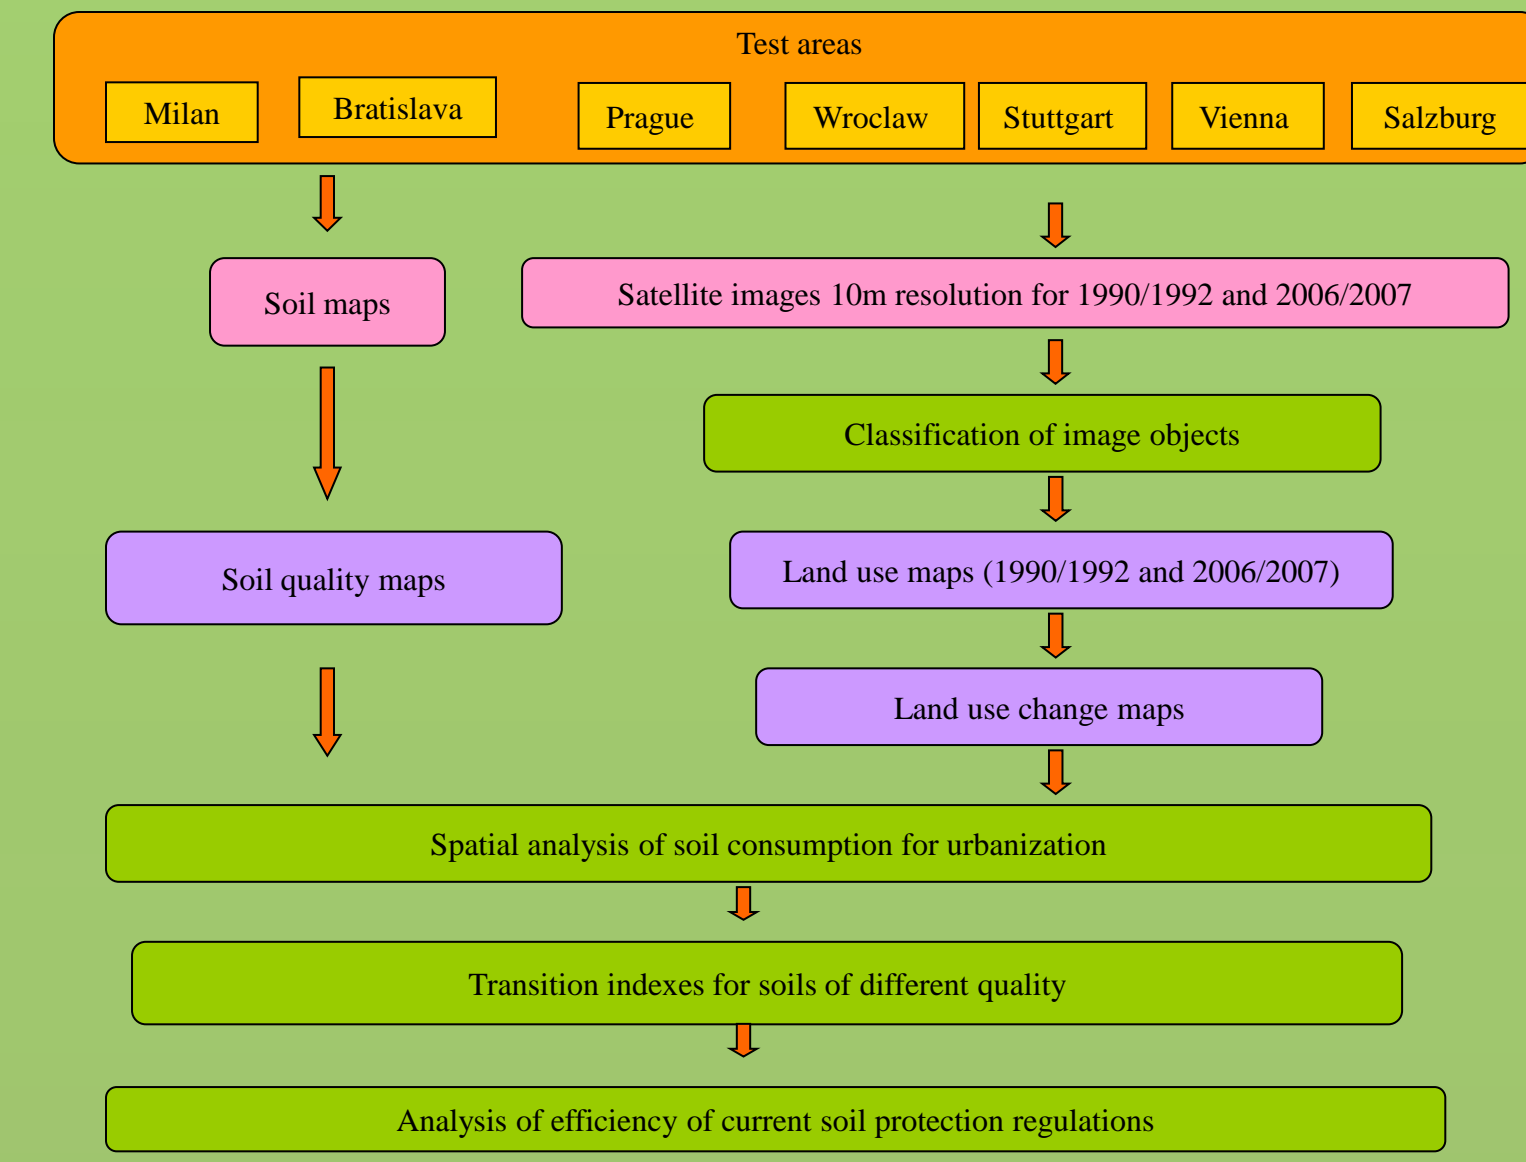 Test areas
Milan
Bratislava
Prague
Wroclaw
Stuttgart
Vienna
Salzburg
Soil maps
Satellite images 10m resolution for 1990/1992 and 2006/2007
Classification of image objects
Soil quality maps
Land use maps (1990/1992 and 2006/2007)
Land use change maps
Spatial analysis of soil consumption for urbanization
Transition indexes for soils of different quality
Analysis of efficiency of current soil protection regulations